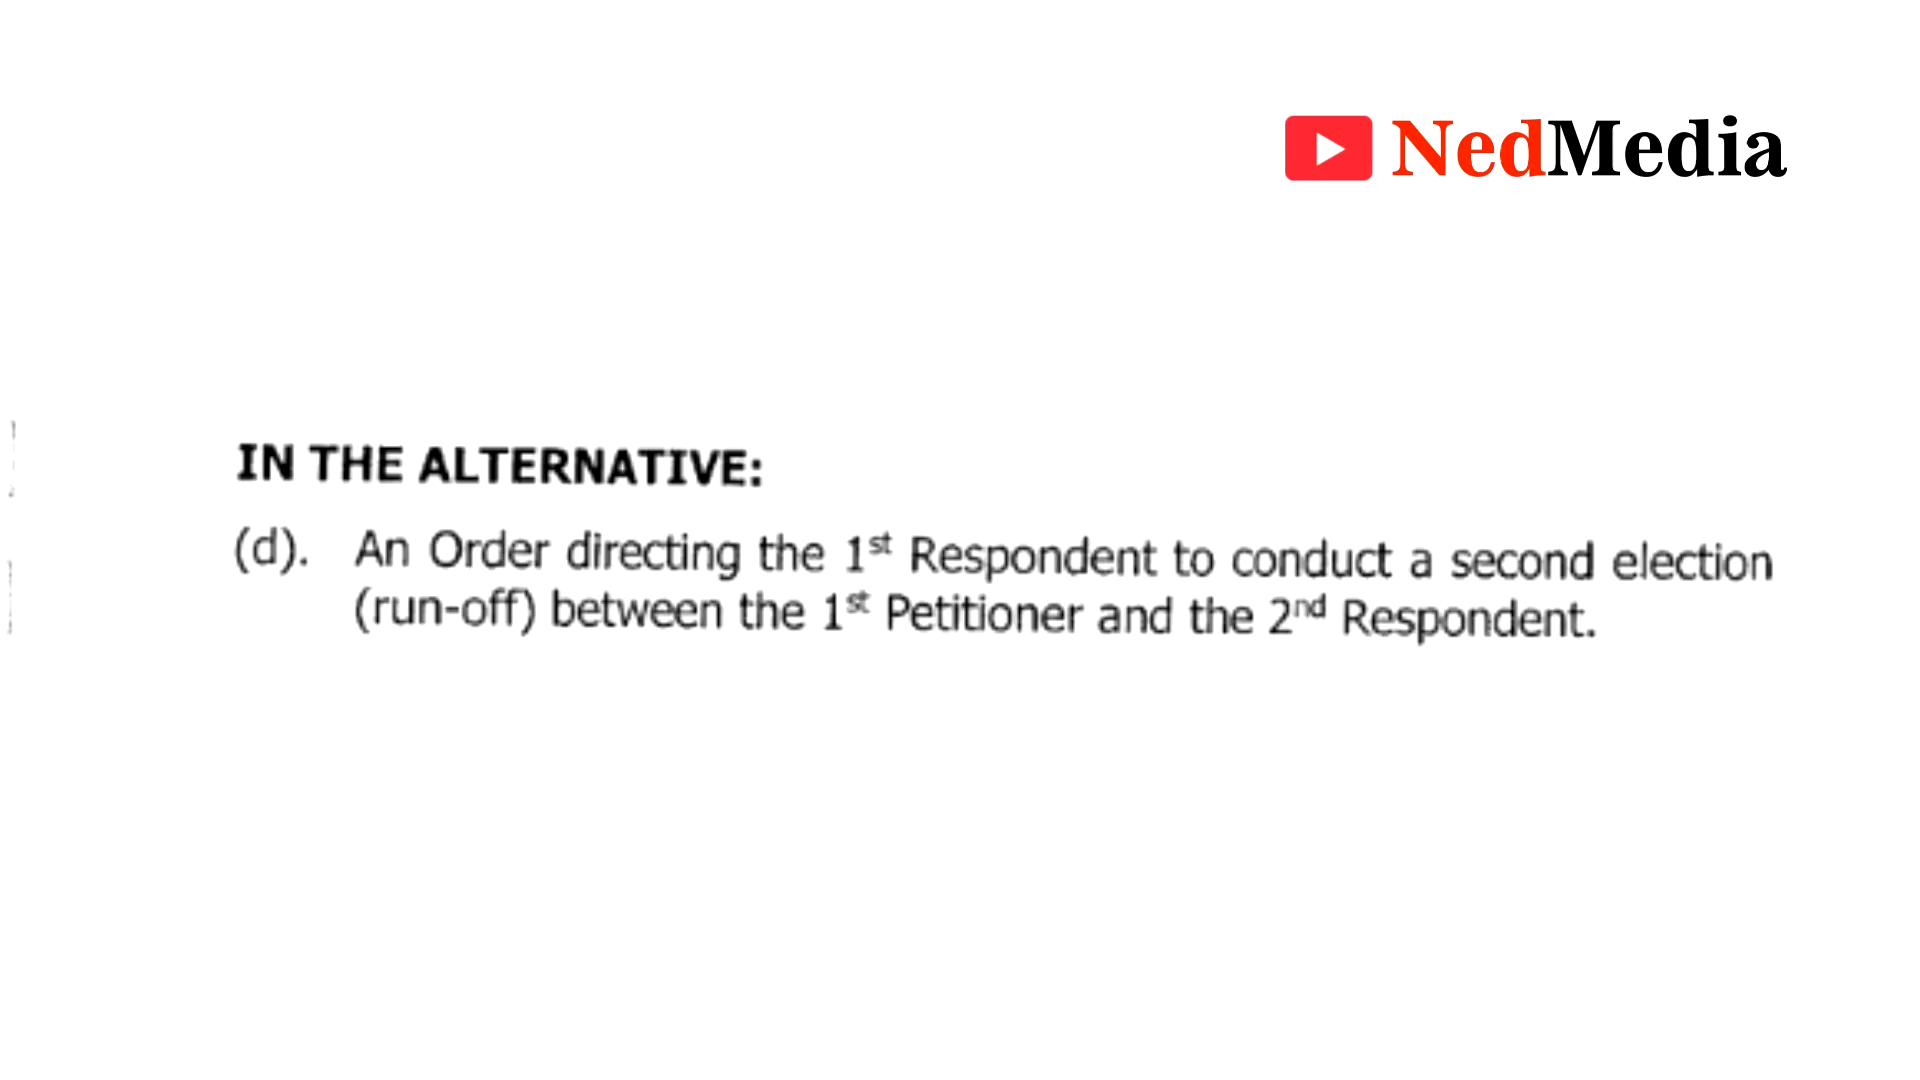 NedMedia
IN THE ALTERNATIVE:
(d). An Order directing the 1st Respondent to conduct a second election
(run-off) between the 1st Petitioner and the 2nd Respondent.